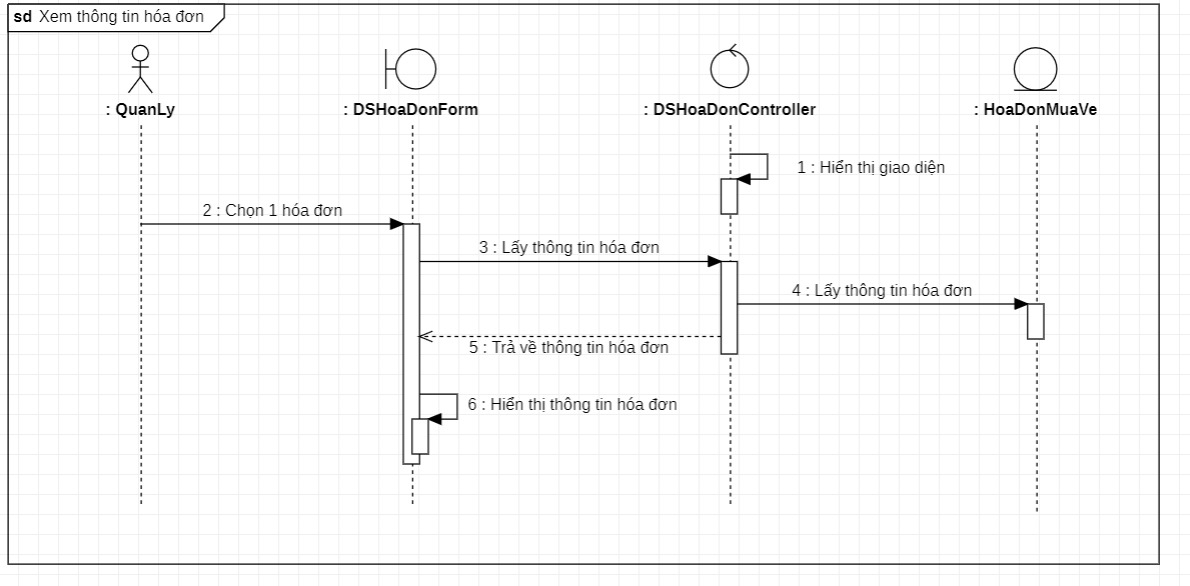 sd Xem thông tin hóa đơn
: QuanLy
: DSHoaDonForm
: DSHoaDonController
: HoaDonMuaVe
1 : Hiển thị giao diện
2 : Chọn 1 hóa đơn
3 : Lấy thông tin hóa đơn
4 : Lấy thông tin hóa đơn
5 : Trả về thông tin hóa đơn
6 : Hiển thị thông tin hóa đơn